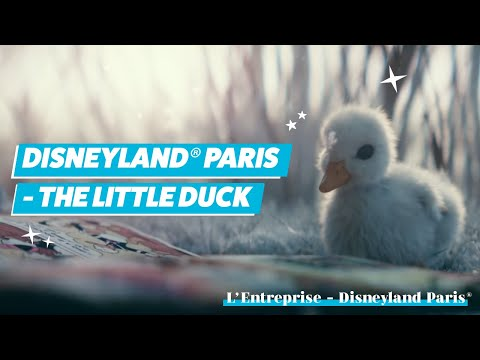 DISNEYLAND® PARIS
- THE LITTLE DUCK
L'Entreprise - Disneyland Paris®